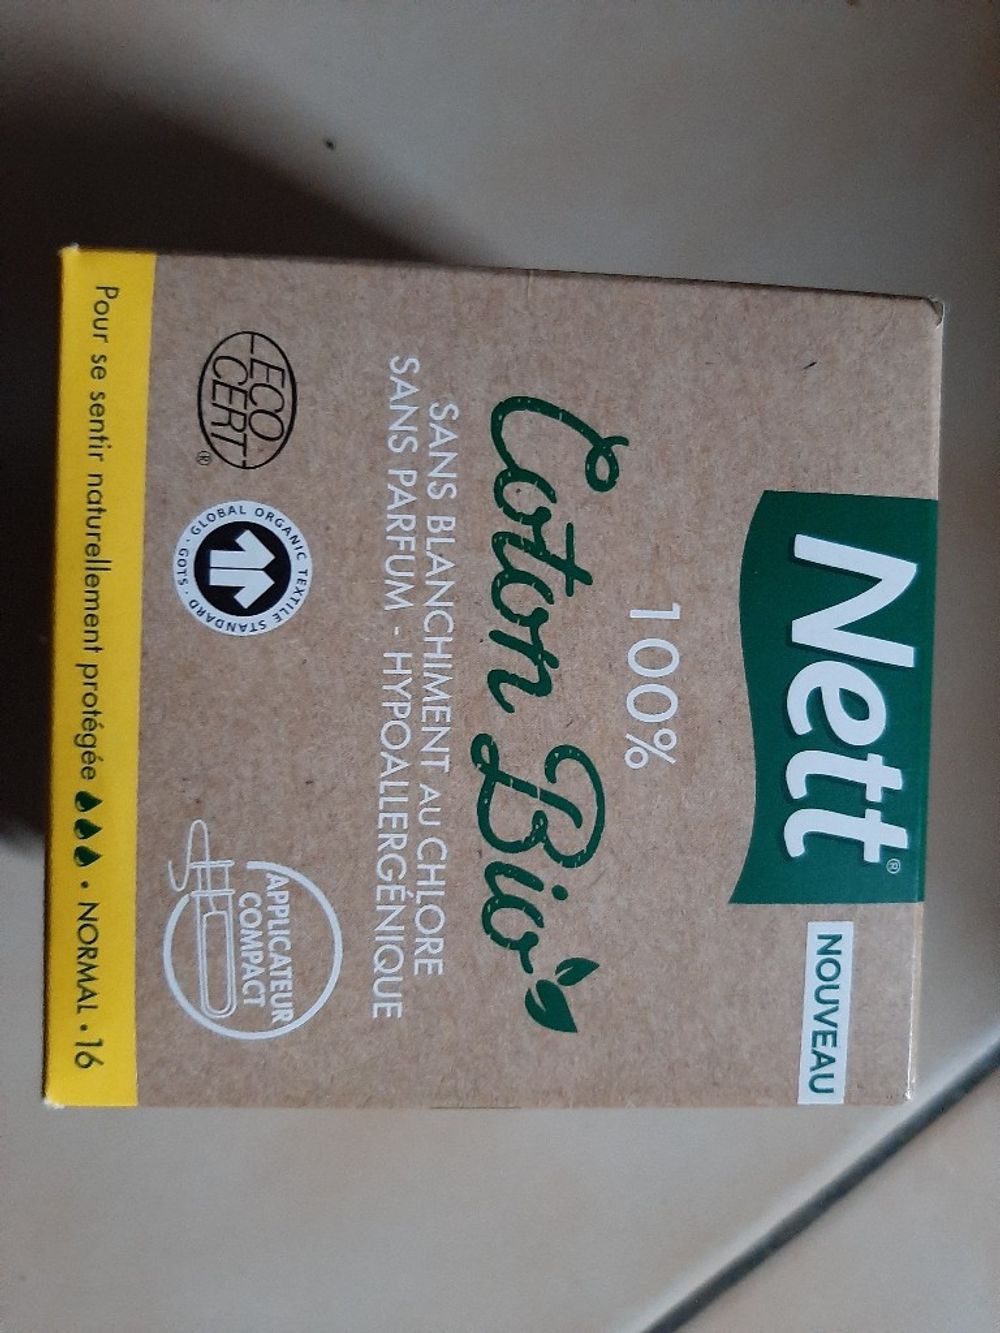 Nett®
NOUVEAU
100%
Coton Bio
SANS BLANCHIMENT AU CHLORE
SANS PARFUM - HYPOALLERGÉNIQUE
ECO
CERT®
GLOBAL ORGANIC TEXTILE STANDARD · GOTS ·
APPLICATEUR
COMPACT
Pour se sentir naturellement protégée • NORMAL • 16